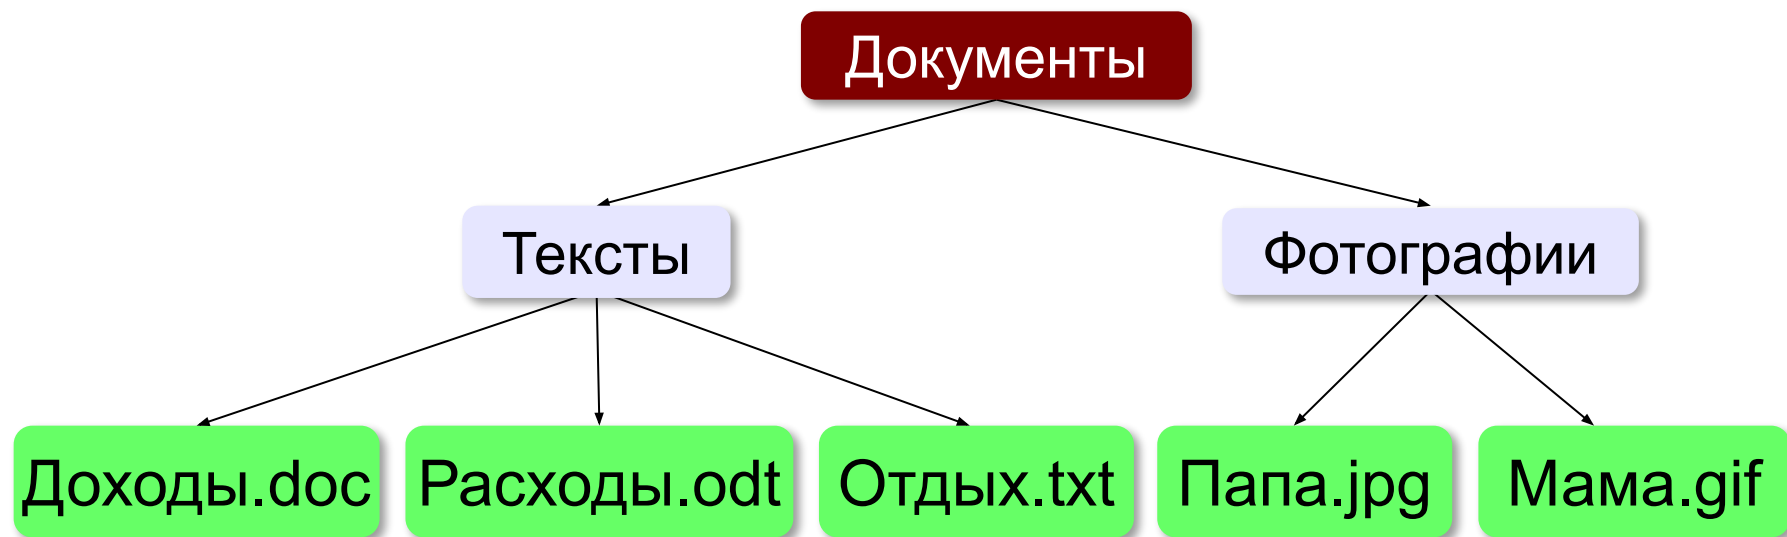 Документы
Тексты
Фотографии
Доходы.doc
Расходы.odt
Отдых.txt
Папа.jpg
Мама.gif